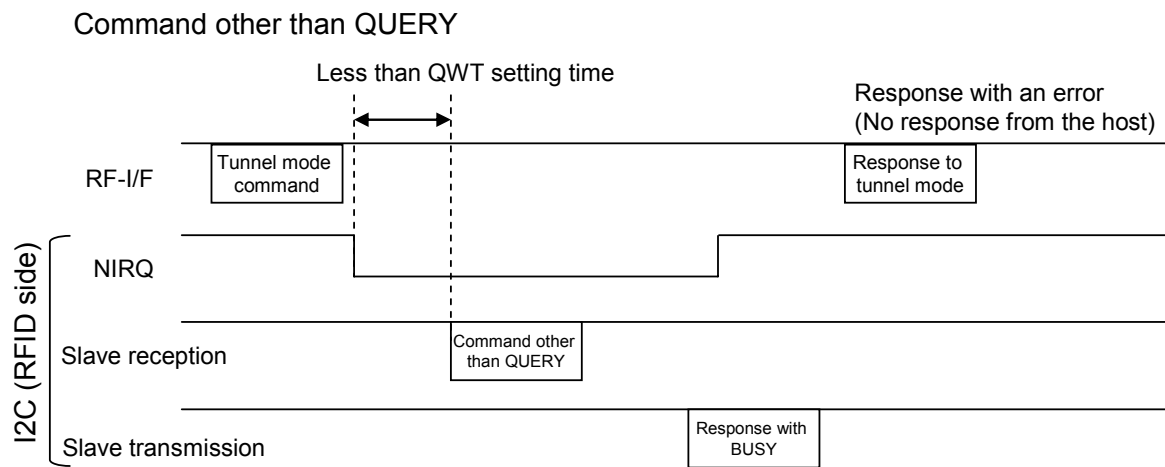 Command other than QUERY
Less than QWT setting time
Response with an error
(No response from the host)
RF-I/F
Tunnel mode
command
Response to
tunnel mode
I2C (RFID side)
NIRQ
Slave reception
Command other
than QUERY
Slave transmission
Response with
BUSY